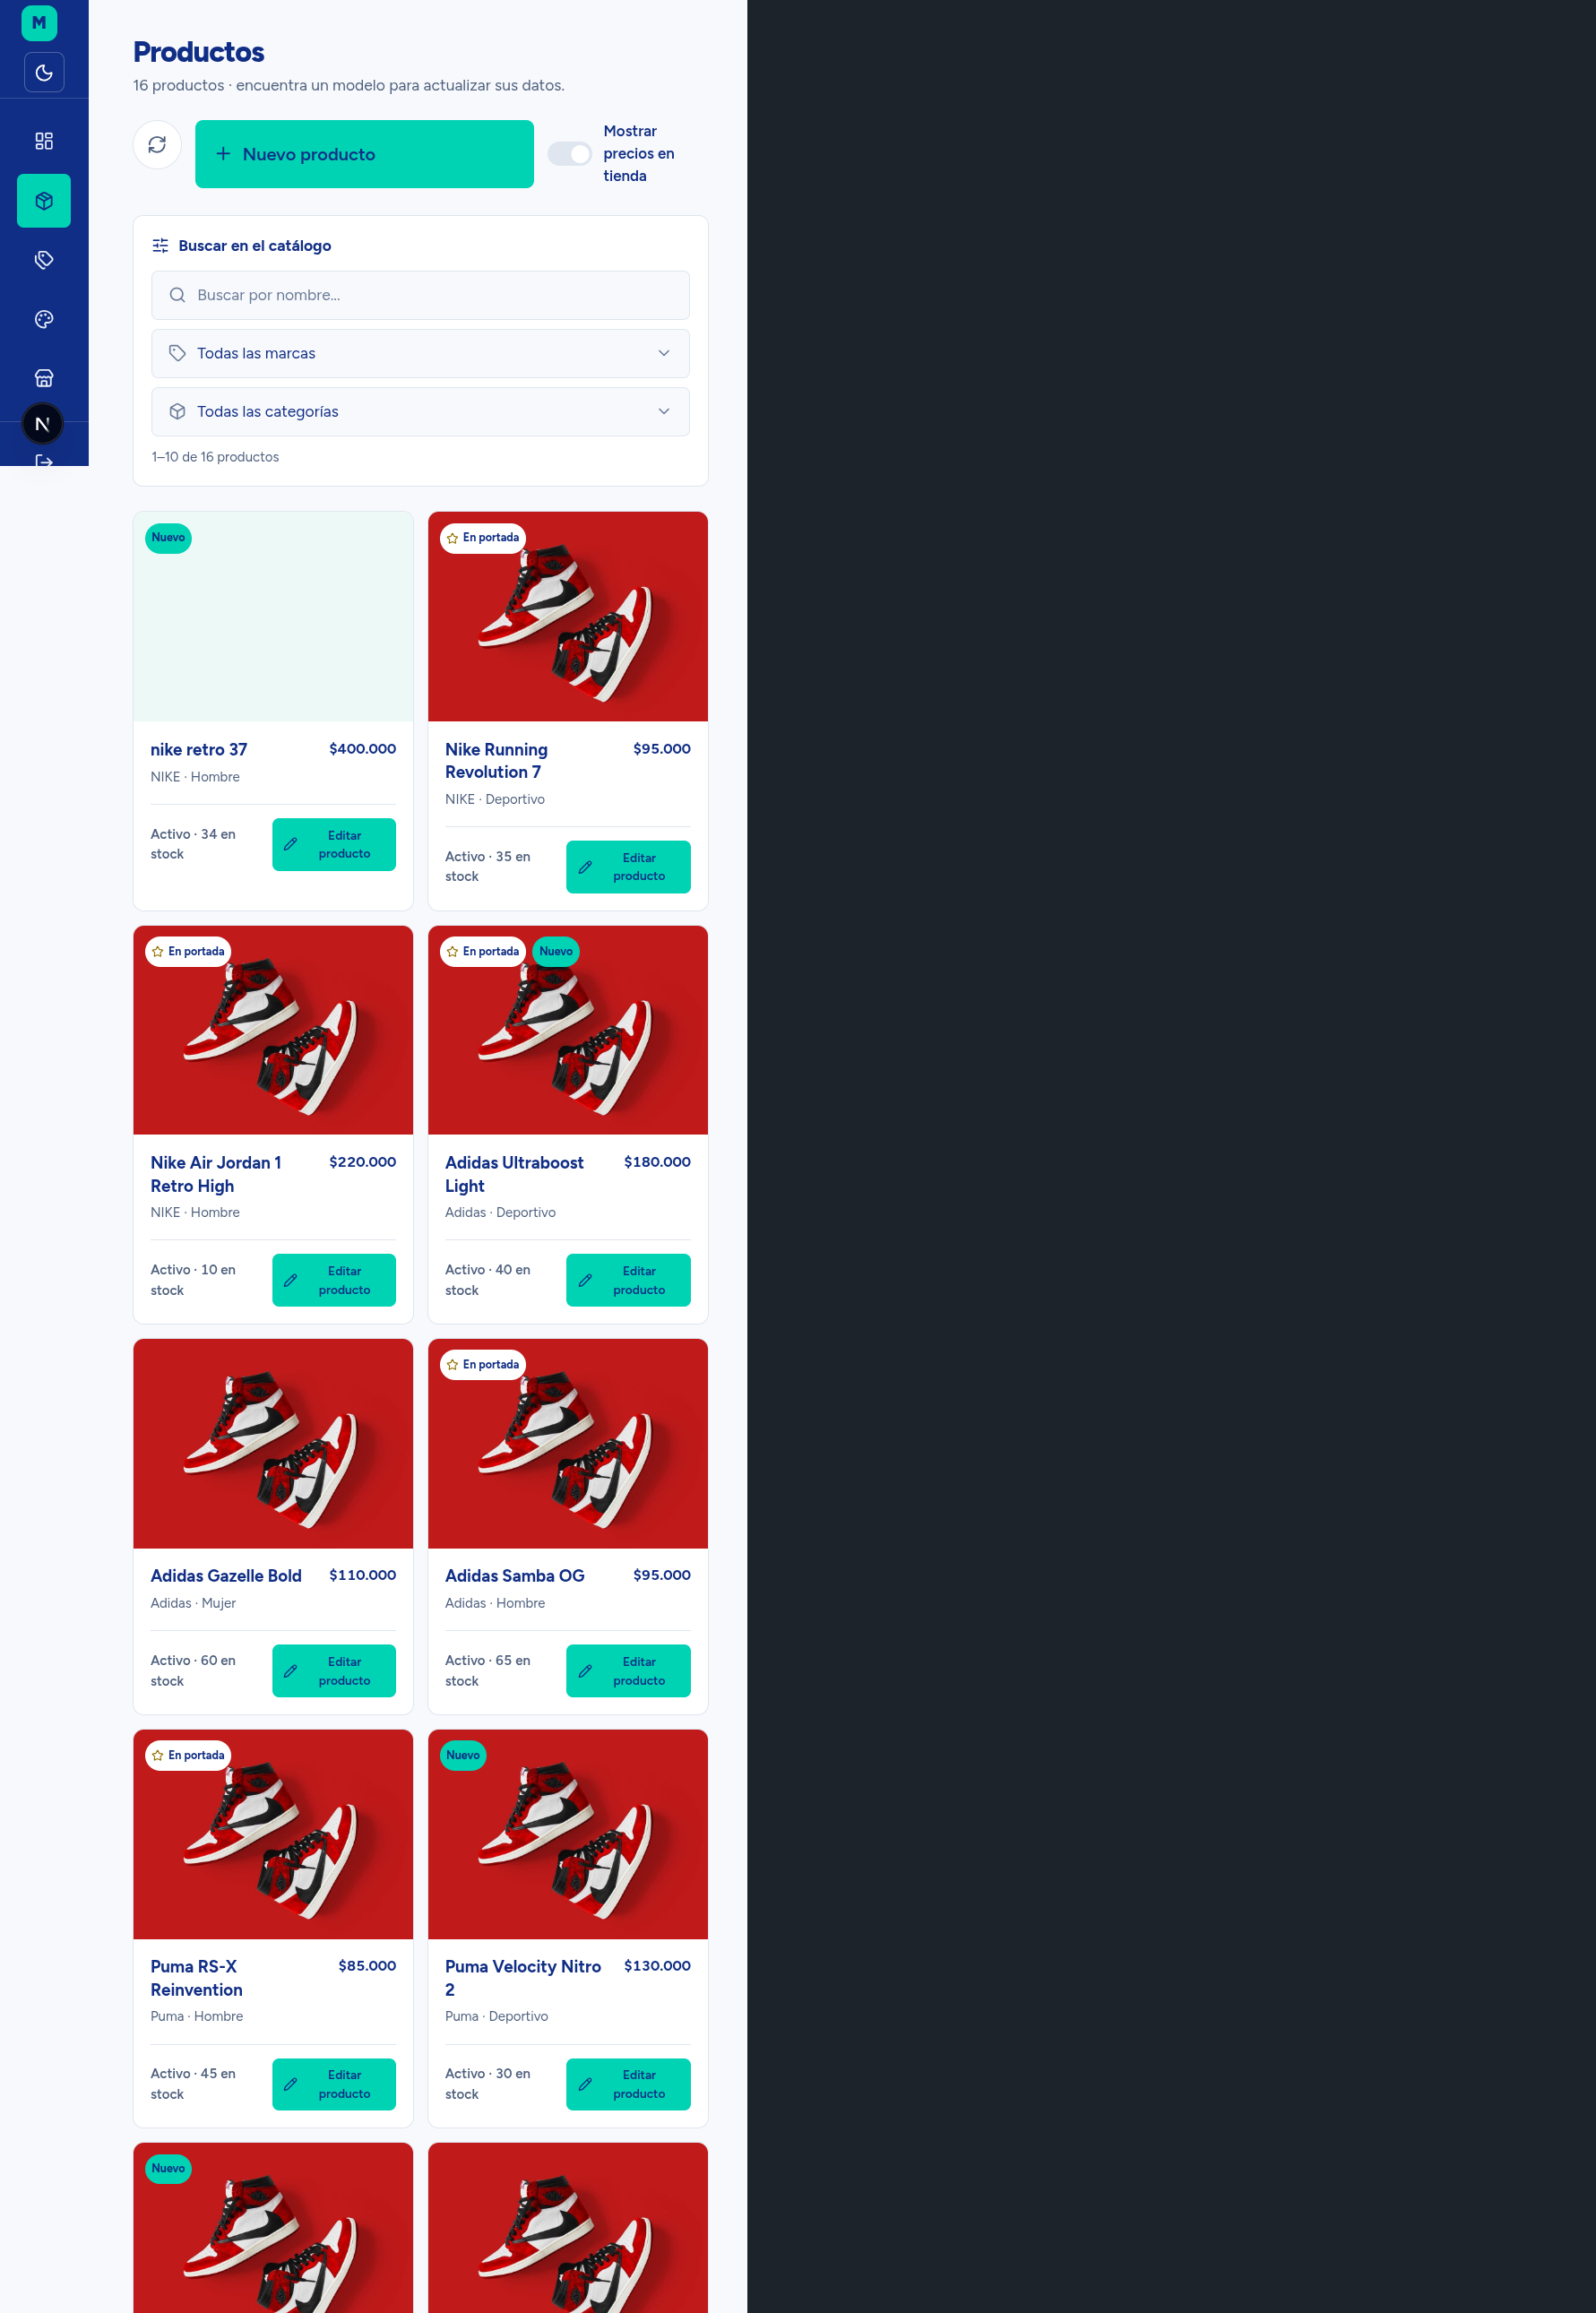 M
Productos
16 productos · encuentra un modelo para actualizar sus datos.
Nuevo producto
Mostrar
precios en
tienda
Buscar en el catálogo
Buscar por nombre...
Todas las marcas
Todas las categorías
1–10 de 16 productos
N
Nuevo
nike retro 37
$400.000
NIKE · Hombre
Activo · 34 en
stock
Editar
producto
En portada
Nike Running
Revolution 7
$95.000
NIKE · Deportivo
Activo · 35 en
stock
Editar
producto
En portada
Nike Air Jordan 1
Retro High
$220.000
NIKE · Hombre
Activo · 10 en
stock
Editar
producto
En portada
Nuevo
Adidas Ultraboost
Light
$180.000
Adidas · Deportivo
Activo · 40 en
stock
Editar
producto
Adidas Gazelle Bold
$110.000
Adidas · Mujer
Activo · 60 en
stock
Editar
producto
En portada
Adidas Samba OG
$95.000
Adidas · Hombre
Activo · 65 en
stock
Editar
producto
En portada
Puma RS-X
Reinvention
$85.000
Puma · Hombre
Activo · 45 en
stock
Editar
producto
Nuevo
Puma Velocity Nitro
2
$130.000
Puma · Deportivo
Activo · 30 en
stock
Editar
producto
Nuevo